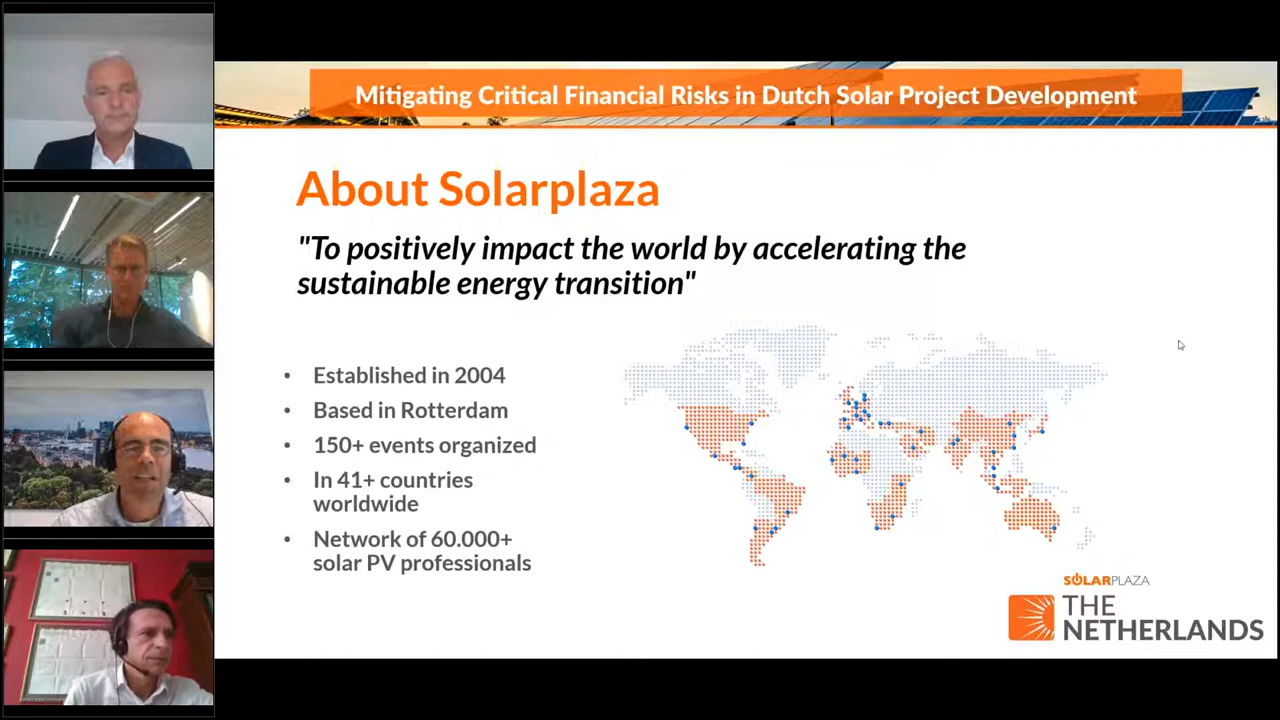 Mitigating Critical Financial Risks in Dutch Solar Project Development
About Solarplaza
"To positively impact the world by accelerating the
sustainable energy transition"
• Established in 2004
• Based in Rotterdam
• 150+ events organized
• In 41+ countries
worldwide
• Network of 60.000+
solar PV professionals
SOLARPLAZA
THE
NETHERLANDS